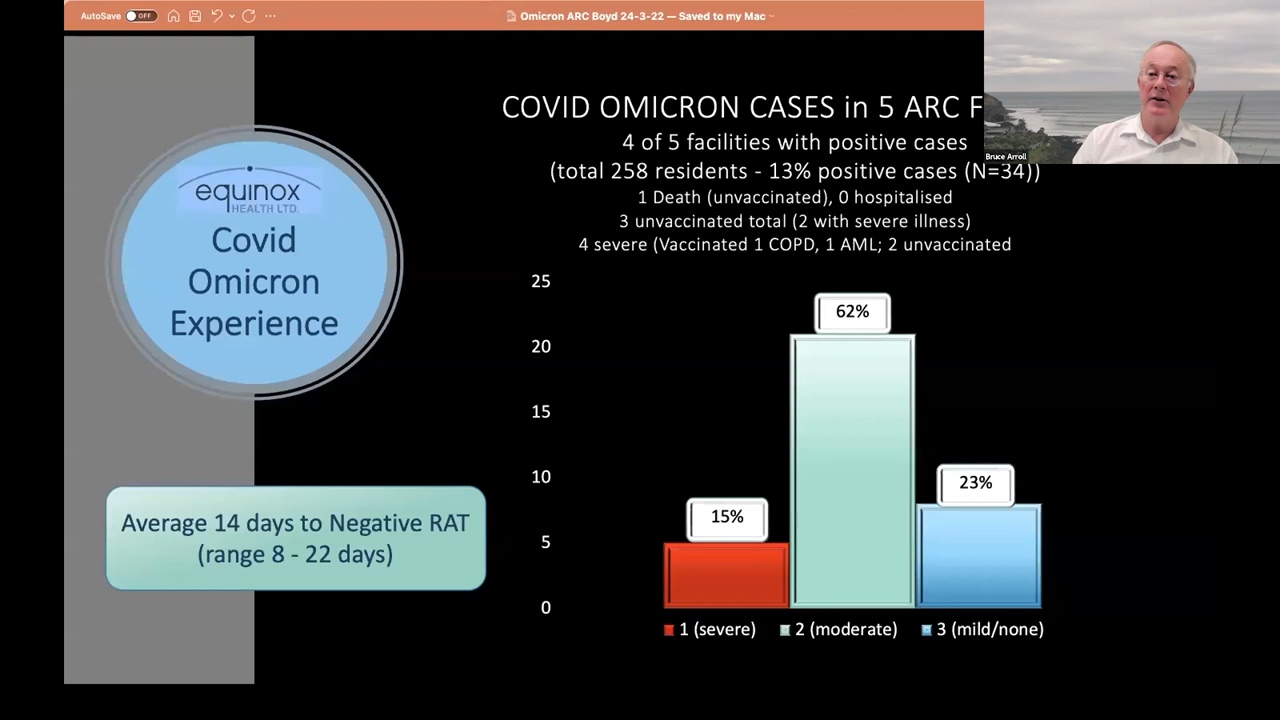 AutoSave OFF
Omicron ARC Boyd 24-3-22 — Saved to my Mac
Bruce Arroll
COVID OMICRON CASES in 5 ARC F
4 of 5 facilities with positive cases
(total 258 residents - 13% positive cases (N=34))
1 Death (unvaccinated), 0 hospitalised
3 unvaccinated total (2 with severe illness)
4 severe (Vaccinated 1 COPD, 1 AML; 2 unvaccinated
equinox
HEALTH LTD.
Covid
Omicron
Experience
Average 14 days to Negative RAT
(range 8 - 22 days)
25
20
15
10
5
0
15%
62%
23%
1 (severe) 2 (moderate) 3 (mild/none)